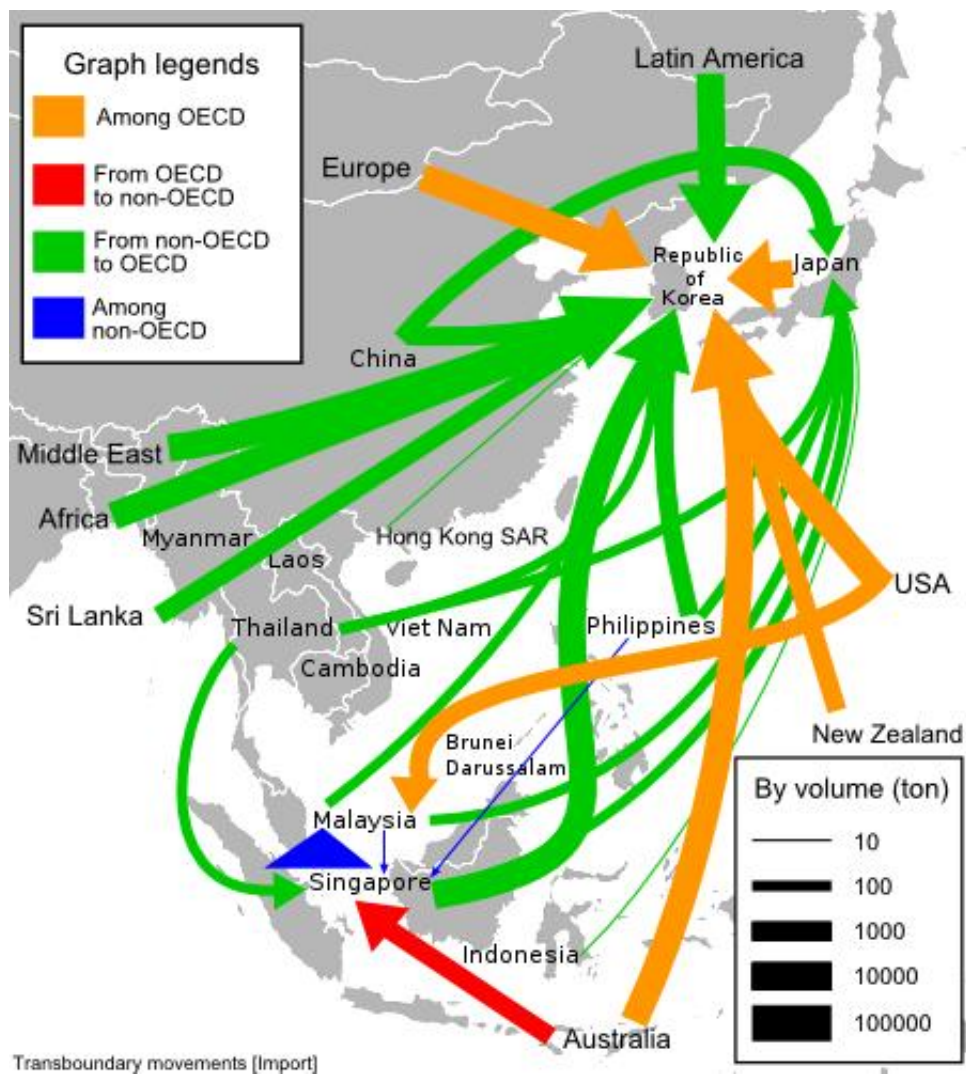 Graph legends
Among OECD
From OECD
to non-OECD
From non-OECD
to OECD
Among
non-OECD
Latin America
Europe
Republic
of
Korea
Japan
China
Middle East
Africa
Myanmar
Laos
Hong Kong SAR
Sri Lanka
Thailand
Viet Nam
Cambodia
Philippines
USA
Brunei
Darussalam
New Zealand
Malaysia
Singapore
Indonesia
Australia
By volume (ton)
10
100
1000
10000
100000
Transboundary movements [Import]